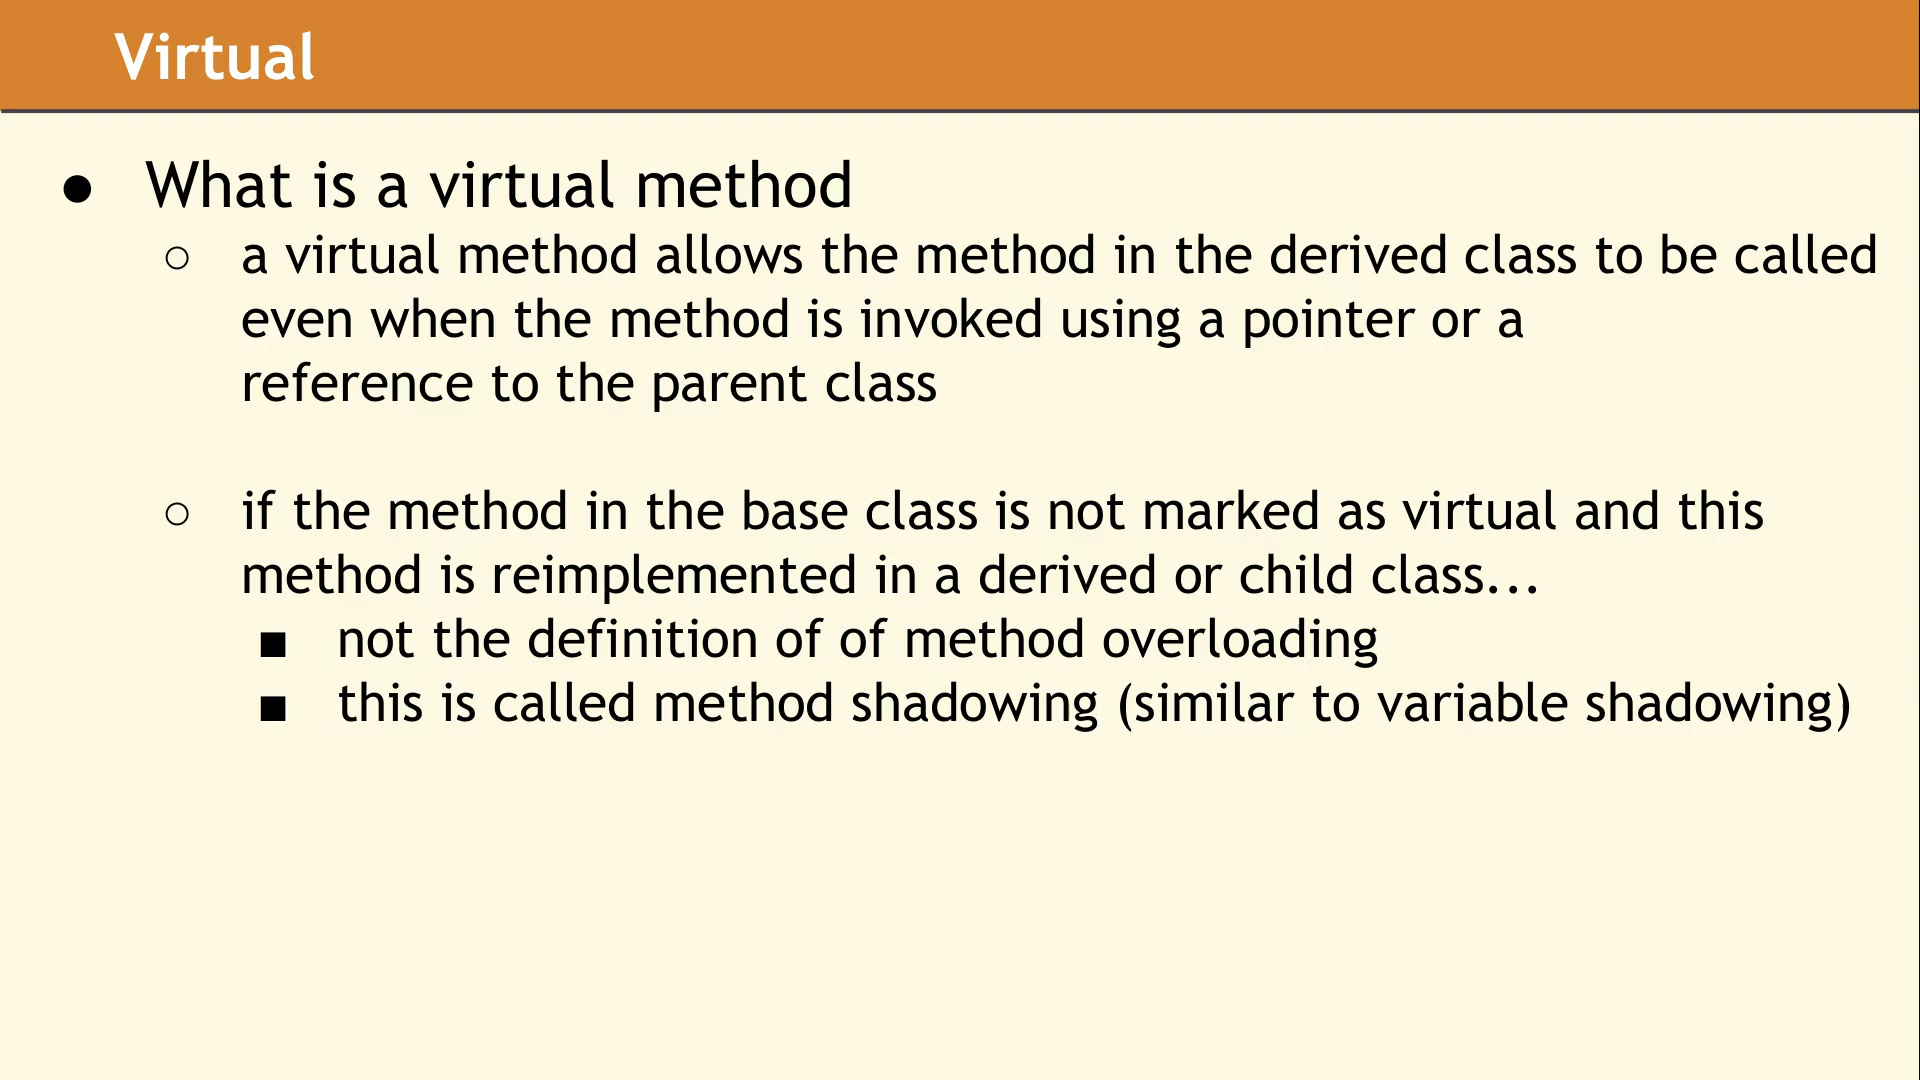 Virtual
● What is a virtual method
○ a virtual method allows the method in the derived class to be called
even when the method is invoked using a pointer or a
reference to the parent class
○ if the method in the base class is not marked as virtual and this
method is reimplemented in a derived or child class...
■ not the definition of of method overloading
■ this is called method shadowing (similar to variable shadowing)